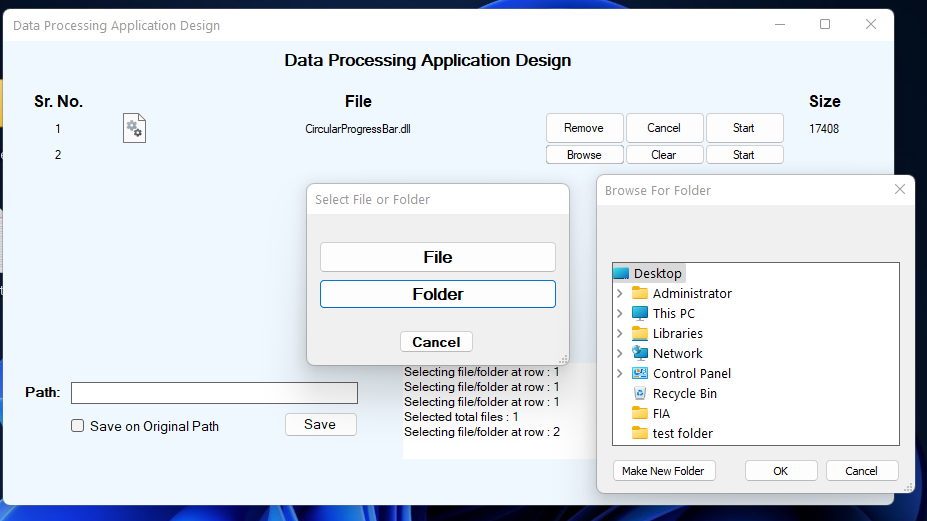 Data Processing Application Design
Data Processing Application Design
Sr. No. File Size
1 CircularProgressBar.dll Remove Cancel Start 17408
2 Browse Clear Start
Select File or Folder
File
Folder
Cancel
Browse For Folder
Desktop
Administrator
This PC
Libraries
Network
Control Panel
Recycle Bin
FIA
test folder
Make New Folder OK Cancel
Selecting file/folder at row : 1
Selecting file/folder at row : 1
Selecting file/folder at row : 1
Selected total files : 1
Selecting file/folder at row : 2
Path:
Save on Original Path Save